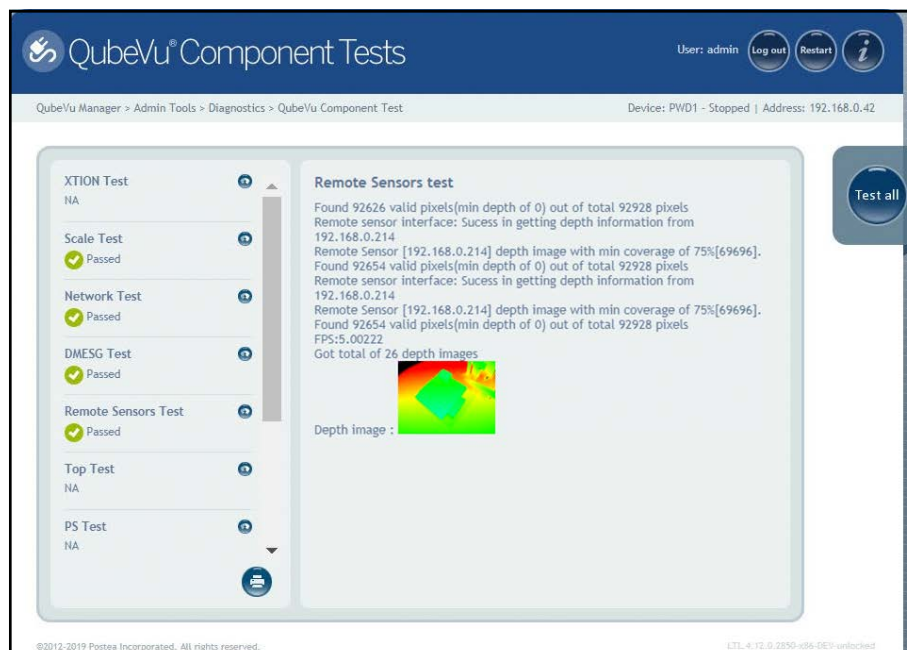 QubeVu® Component Tests
User: admin
Log out
Restart
i
QubeVu Manager > Admin Tools > Diagnostics > QubeVu Component Test
Device: PWD1 - Stopped | Address: 192.168.0.42
XTION Test
NA
Scale Test
Passed
Network Test
Passed
DMESG Test
Passed
Remote Sensors Test
Passed
Top Test
NA
PS Test
NA
Remote Sensors test
Found 92626 valid pixels(min depth of 0) out of total 92928 pixels
Remote sensor interface: Sucess in getting depth information from
192.168.0.214
Remote Sensor [192.168.0.214] depth image with min coverage of 75%[69696].
Found 92654 valid pixels(min depth of 0) out of total 92928 pixels
Remote sensor interface: Sucess in getting depth information from
192.168.0.214
Remote Sensor [192.168.0.214] depth image with min coverage of 75%[69696].
Found 92654 valid pixels(min depth of 0) out of total 92928 pixels
FPS:5.00222
Got total of 26 depth images
Depth image :
Test all
©2012-2019 Postea Incorporated. All rights reserved.
LTL 4.12.0.2850-x86-DEV-unlocked